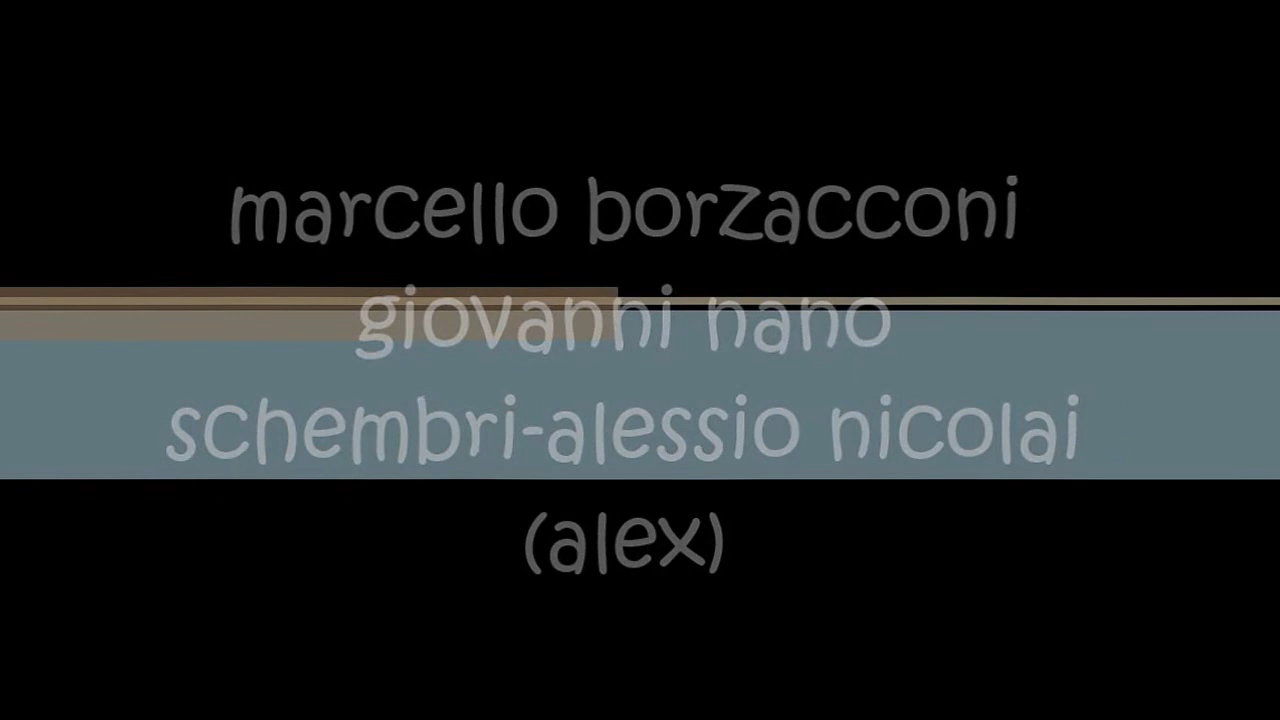 marcello borzacconi
giovanni nano
schembri-alessio nicolai
(alex)